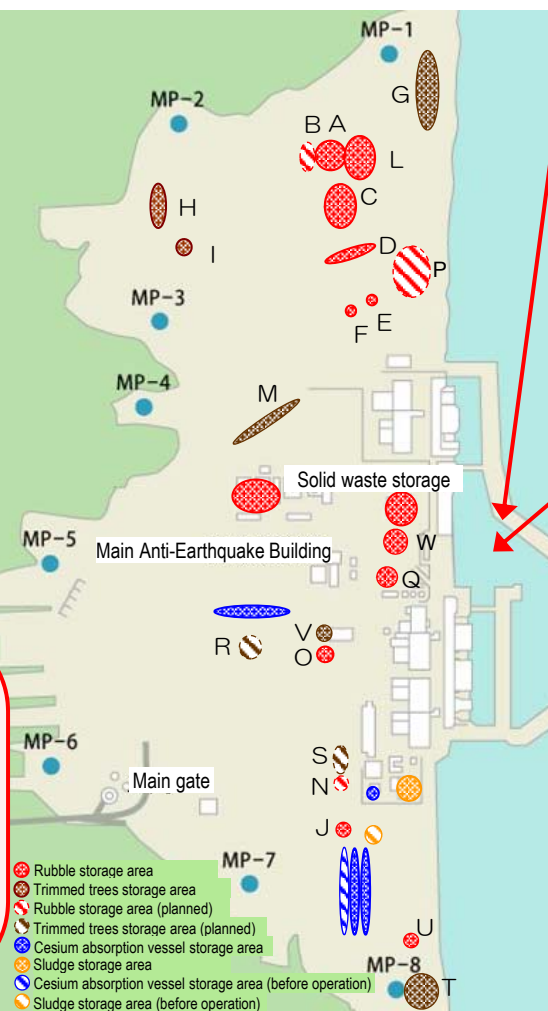 MP-1
G
MP-2
B A
L
C
H
I
D
P
E
F
MP-3
MP-4
M
Solid waste storage
MP-5
Main Anti-Earthquake Building
W
Q
V
R
O
S
MP-6
N
Main gate
J
MP-7
U
MP-8
T
Rubble storage area
Trimmed trees storage area
Rubble storage area (planned)
Trimmed trees storage area (planned)
Cesium absorption vessel storage area
Sludge storage area
Cesium absorption vessel storage area (before operation)
Sludge storage area (before operation)